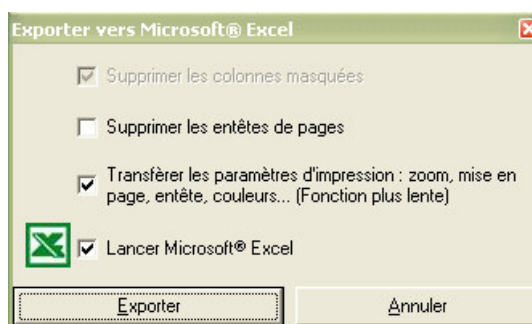 Exporter vers Microsoft® Excel
Supprimer les colonnes masquées
Supprimer les entêtes de pages
Transfèrer les paramètres d'impression : zoom, mise en
page, entête, couleurs... (Fonction plus lente)
Lancer Microsoft® Excel
Exporter
Annuler